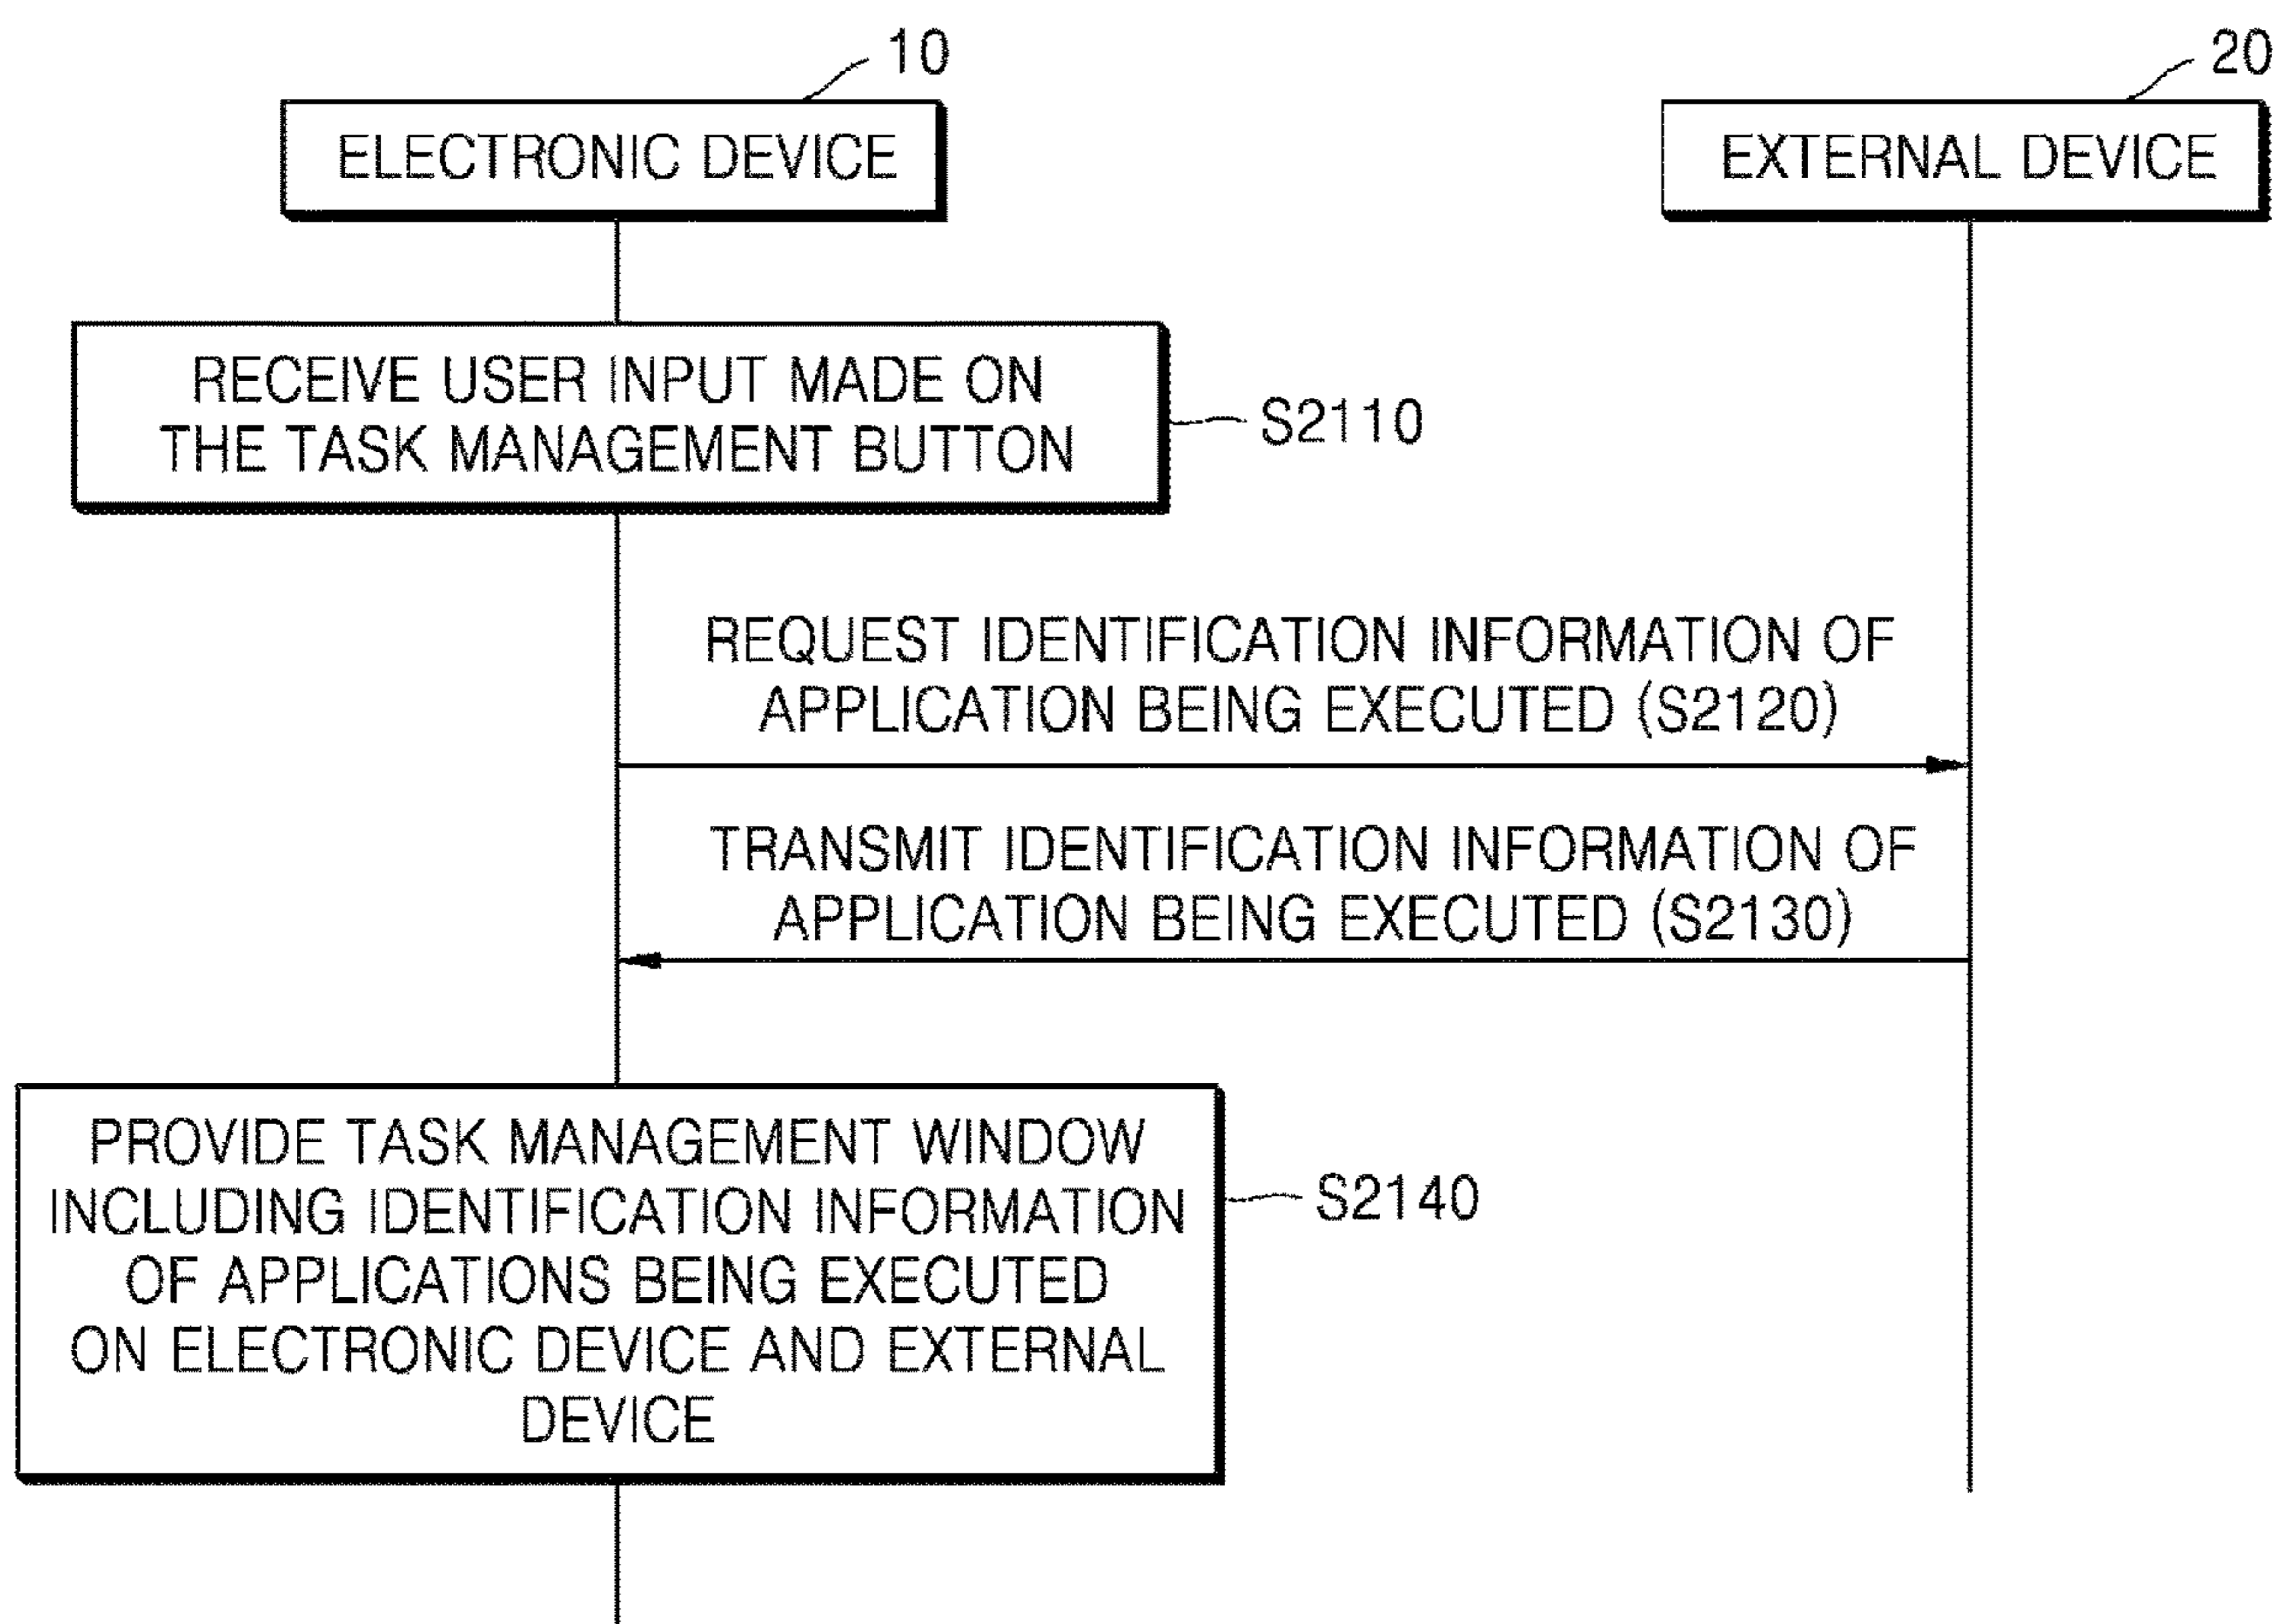 10
20
ELECTRONIC DEVICE
EXTERNAL DEVICE
RECEIVE USER INPUT MADE ON
THE TASK MANAGEMENT BUTTON
S2110
REQUEST IDENTIFICATION INFORMATION OF
APPLICATION BEING EXECUTED (S2120)
TRANSMIT IDENTIFICATION INFORMATION OF
APPLICATION BEING EXECUTED (S2130)
PROVIDE TASK MANAGEMENT WINDOW
INCLUDING IDENTIFICATION INFORMATION
OF APPLICATIONS BEING EXECUTED
ON ELECTRONIC DEVICE AND EXTERNAL
DEVICE
S2140